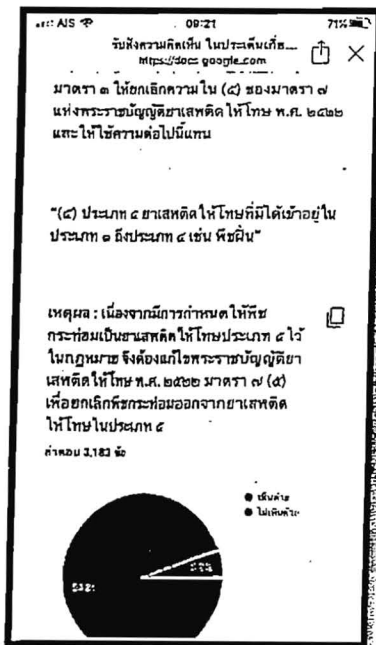 AIS 09:21 71%
รับฟังความคิดเห็น ในประเด็นเกี่ย...
https://docs.google.com
มาตรา ๓ ให้ยกเลิกความใน (๕) ของมาตรา ๗
แห่งพระราชบัญญัติยาเสพติดให้โทษ พ.ศ. ๒๕๒๒
และให้ใช้ความต่อไปนี้แทน
"(๕) ประเภท ๕ ยาเสพติดให้โทษที่มิได้เข้าอยู่ใน
ประเภท ๑ ถึงประเภท ๔ เช่น พืชฝิ่น"
เหตุผล : เนื่องจากมีการกำหนดให้พืช
กระท่อมเป็นยาเสพติดให้โทษประเภท ๕ ไว้
ในกฎหมาย จึงต้องแก้ไขพระราชบัญญัติยา
เสพติดให้โทษ พ.ศ. ๒๕๒๒ มาตรา ๗ (๕)
เพื่อยกเลิกพืชกระท่อมออกจากยาเสพติด
ให้โทษในประเภท ๕
คำตอบ 3,183 ข้อ
เห็นด้วย
ไม่เห็นด้วย